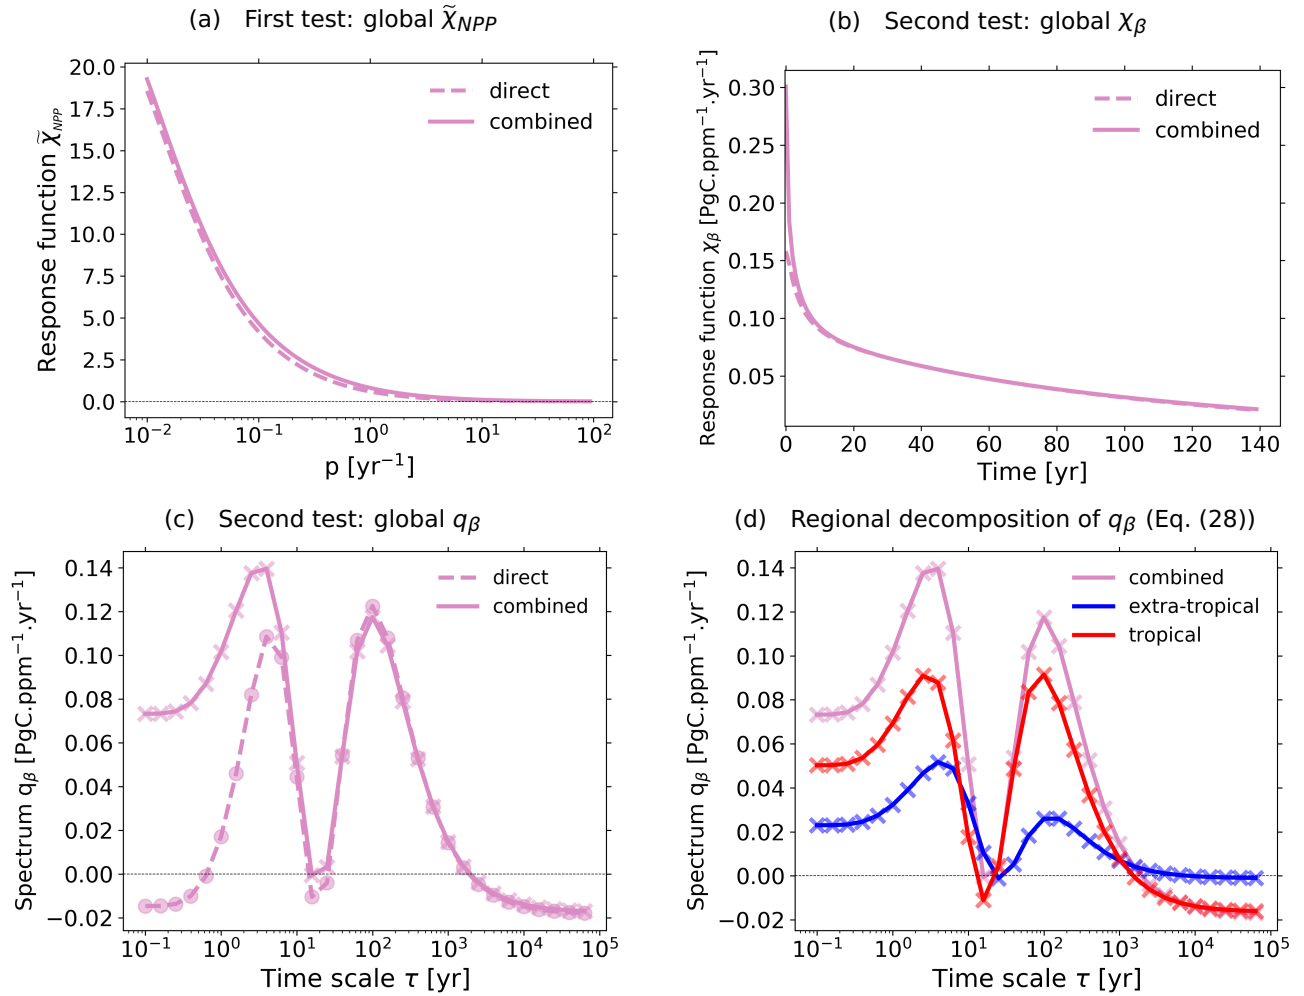 (a) First test: global χ̃_NPP
Response function χ̃_NPP
20.0
17.5
15.0
12.5
10.0
7.5
5.0
2.5
0.0
direct
combined
10⁻² 10⁻¹ 10⁰ 10¹ 10²
p [yr⁻¹]
(b) Second test: global χ_β
Response function χ_β [PgC.ppm⁻¹.yr⁻¹]
0.30
0.25
0.20
0.15
0.10
0.05
direct
combined
0 20 40 60 80 100 120 140
Time [yr]
(c) Second test: global q_β
Spectrum q_β [PgC.ppm⁻¹.yr⁻¹]
0.14
0.12
0.10
0.08
0.06
0.04
0.02
0.00
−0.02
direct
combined
10⁻¹ 10⁰ 10¹ 10² 10³ 10⁴ 10⁵
Time scale τ [yr]
(d) Regional decomposition of q_β (Eq. (28))
Spectrum q_β [PgC.ppm⁻¹.yr⁻¹]
0.14
0.12
0.10
0.08
0.06
0.04
0.02
0.00
−0.02
combined
extra-tropical
tropical
10⁻¹ 10⁰ 10¹ 10² 10³ 10⁴ 10⁵
Time scale τ [yr]